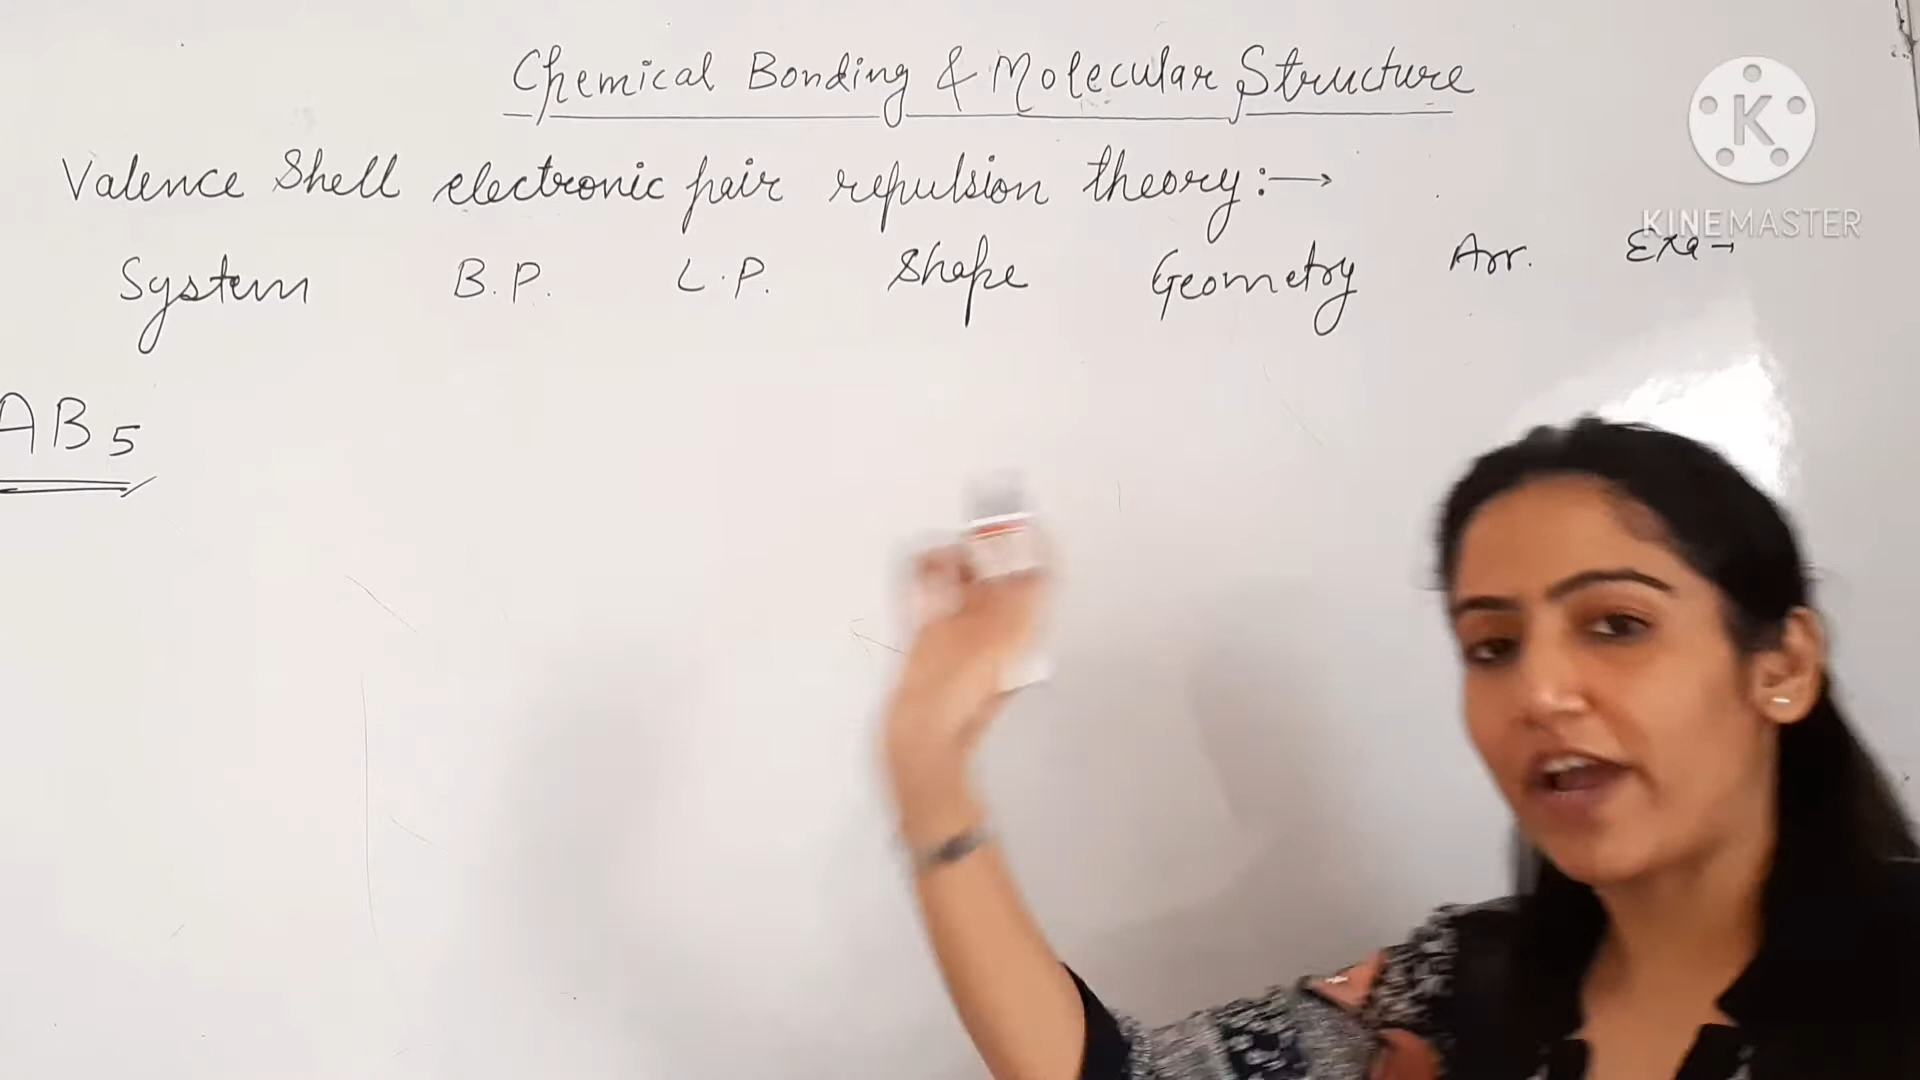 Chemical Bonding & Molecular Structure
Valence Shell electronic pair repulsion theory:→
System B.P. L.P. Shape Geometry Arr. Exa→
AB5
K
KINEMASTER